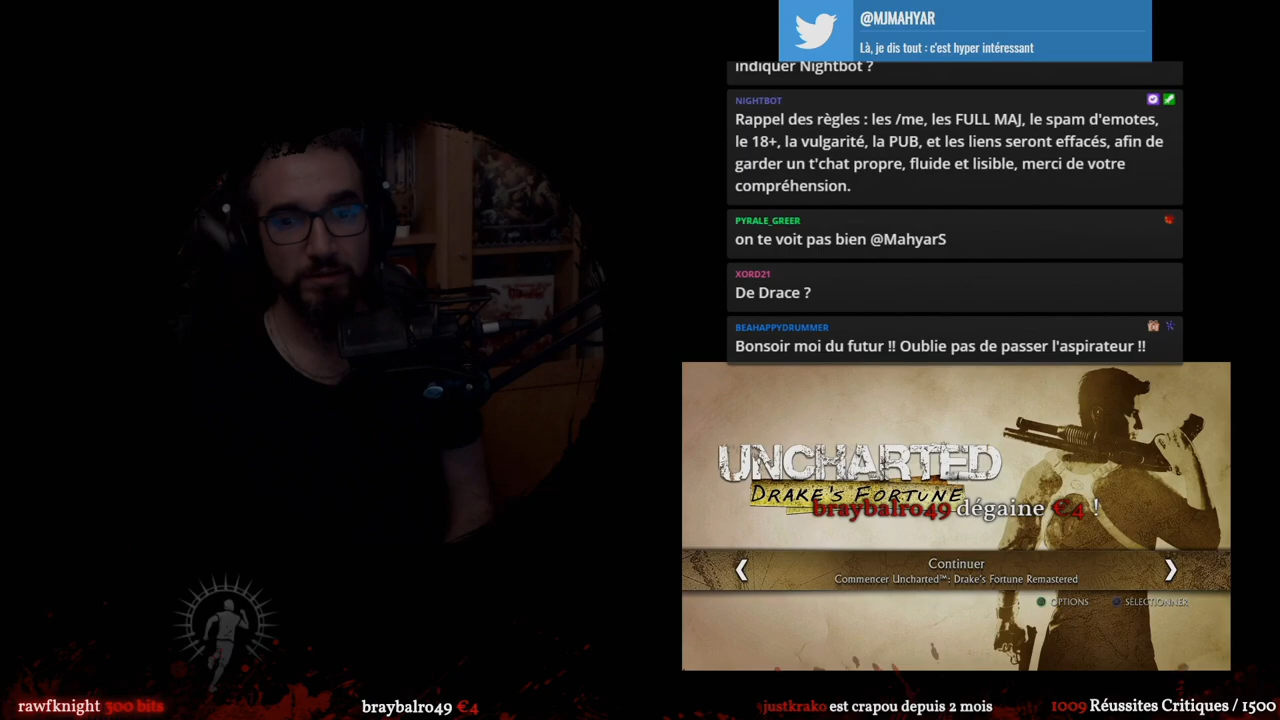 @MJMAHYAR
Là, je dis tout : c'est hyper intéressant
indiquer Nightbot ?
NIGHTBOT
Rappel des règles : les /me, les FULL MAJ, le spam d'emotes,
le 18+, la vulgarité, la PUB, et les liens seront effacés, afin de
garder un t'chat propre, fluide et lisible, merci de votre
compréhension.
PYRALE_GREER
on te voit pas bien @MahyarS
XORD21
De Drace ?
BEAHAPPYDRUMMER
Bonsoir moi du futur !! Oublie pas de passer l'aspirateur !!
UNCHARTED
DRAKE'S FORTUNE
braybalro49 dégaine €4 !
Continuer
Commencer Uncharted™: Drake's Fortune Remastered
OPTIONS
SÉLECTIONNER
rawfknight 300 bits
braybalro49 €4
justkrako est crapou depuis 2 mois
1009 Réussites Critiques / 1500